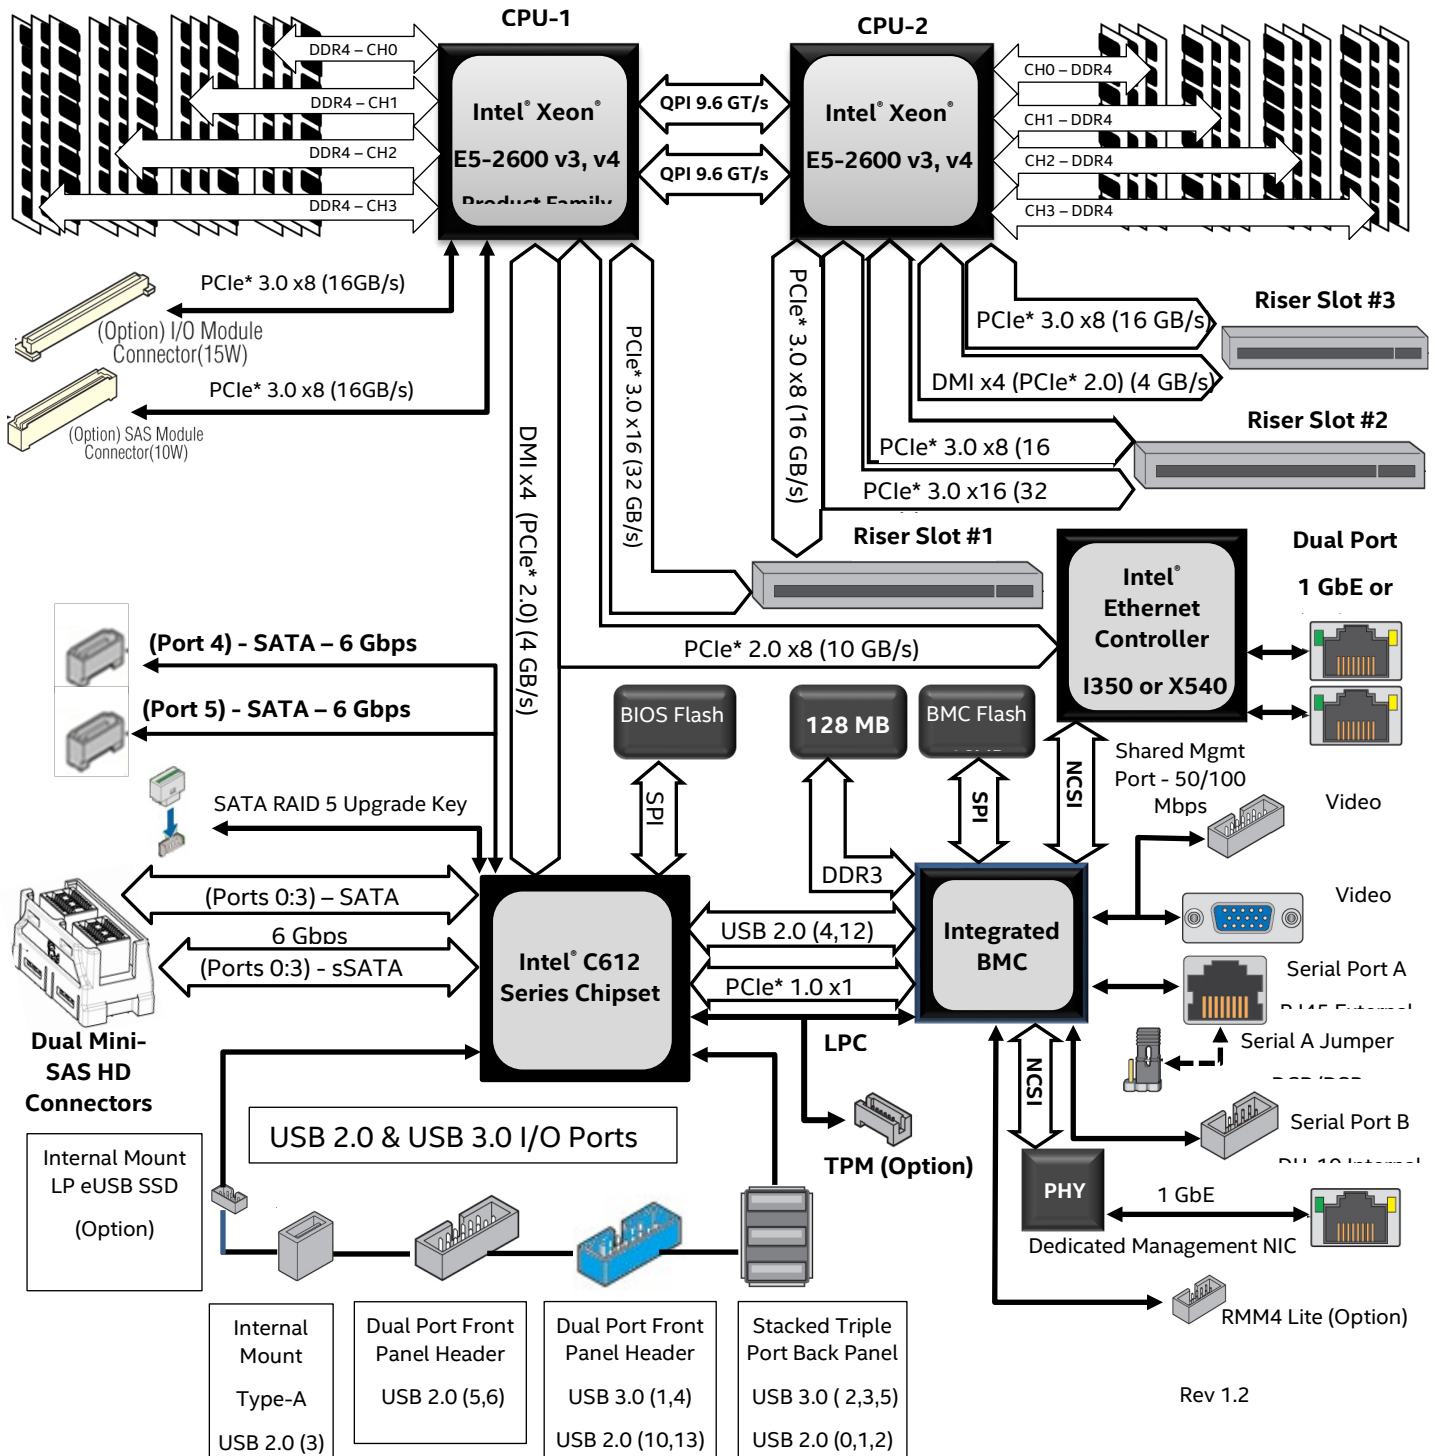 CPU-1
CPU-2
DDR4 – CH0
DDR4 – CH1
DDR4 – CH2
DDR4 – CH3
Intel® Xeon®
E5-2600 v3, v4
Product Family
QPI 9.6 GT/s
QPI 9.6 GT/s
Intel® Xeon®
E5-2600 v3, v4
CH0 – DDR4
CH1 – DDR4
CH2 – DDR4
CH3 – DDR4
PCIe* 3.0 x8 (16GB/s)
(Option) I/O Module
Connector(15W)
PCIe* 3.0 x8 (16GB/s)
(Option) SAS Module
Connector(10W)
DMI x4 (PCIe* 2.0) (4 GB/s)
PCIe* 3.0 x16 (32 GB/s)
PCIe* 3.0 x8 (16 GB/s)
PCIe* 3.0 x8 (16 GB/s)
Riser Slot #3
DMI x4 (PCIe* 2.0) (4 GB/s)
Riser Slot #2
PCIe* 3.0 x8 (16
PCIe* 3.0 x16 (32
Riser Slot #1
Intel®
Ethernet
Controller
I350 or X540
Dual Port
1 GbE or
PCIe* 2.0 x8 (10 GB/s)
(Port 4) - SATA – 6 Gbps
(Port 5) - SATA – 6 Gbps
SATA RAID 5 Upgrade Key
BIOS Flash
128 MB
BMC Flash
SPI
DDR3
SPI
NCSI
Shared Mgmt
Port - 50/100
Mbps
Video
Video
(Ports 0:3) – SATA
6 Gbps
(Ports 0:3) - sSATA
Dual Mini-
SAS HD
Connectors
Intel® C612
Series Chipset
USB 2.0 (4,12)
PCIe* 1.0 x1
LPC
Integrated
BMC
Serial Port A
RJ45 External
Serial A Jumper
Serial Port B
NCSI
TPM (Option)
PHY
1 GbE
Dedicated Management NIC
RMM4 Lite (Option)
USB 2.0 & USB 3.0 I/O Ports
Internal Mount
LP eUSB SSD
(Option)
Internal
Mount
Type-A
USB 2.0 (3)
Dual Port Front
Panel Header
USB 2.0 (5,6)
Dual Port Front
Panel Header
USB 3.0 (1,4)
USB 2.0 (10,13)
Stacked Triple
Port Back Panel
USB 3.0 ( 2,3,5)
USB 2.0 (0,1,2)
Rev 1.2